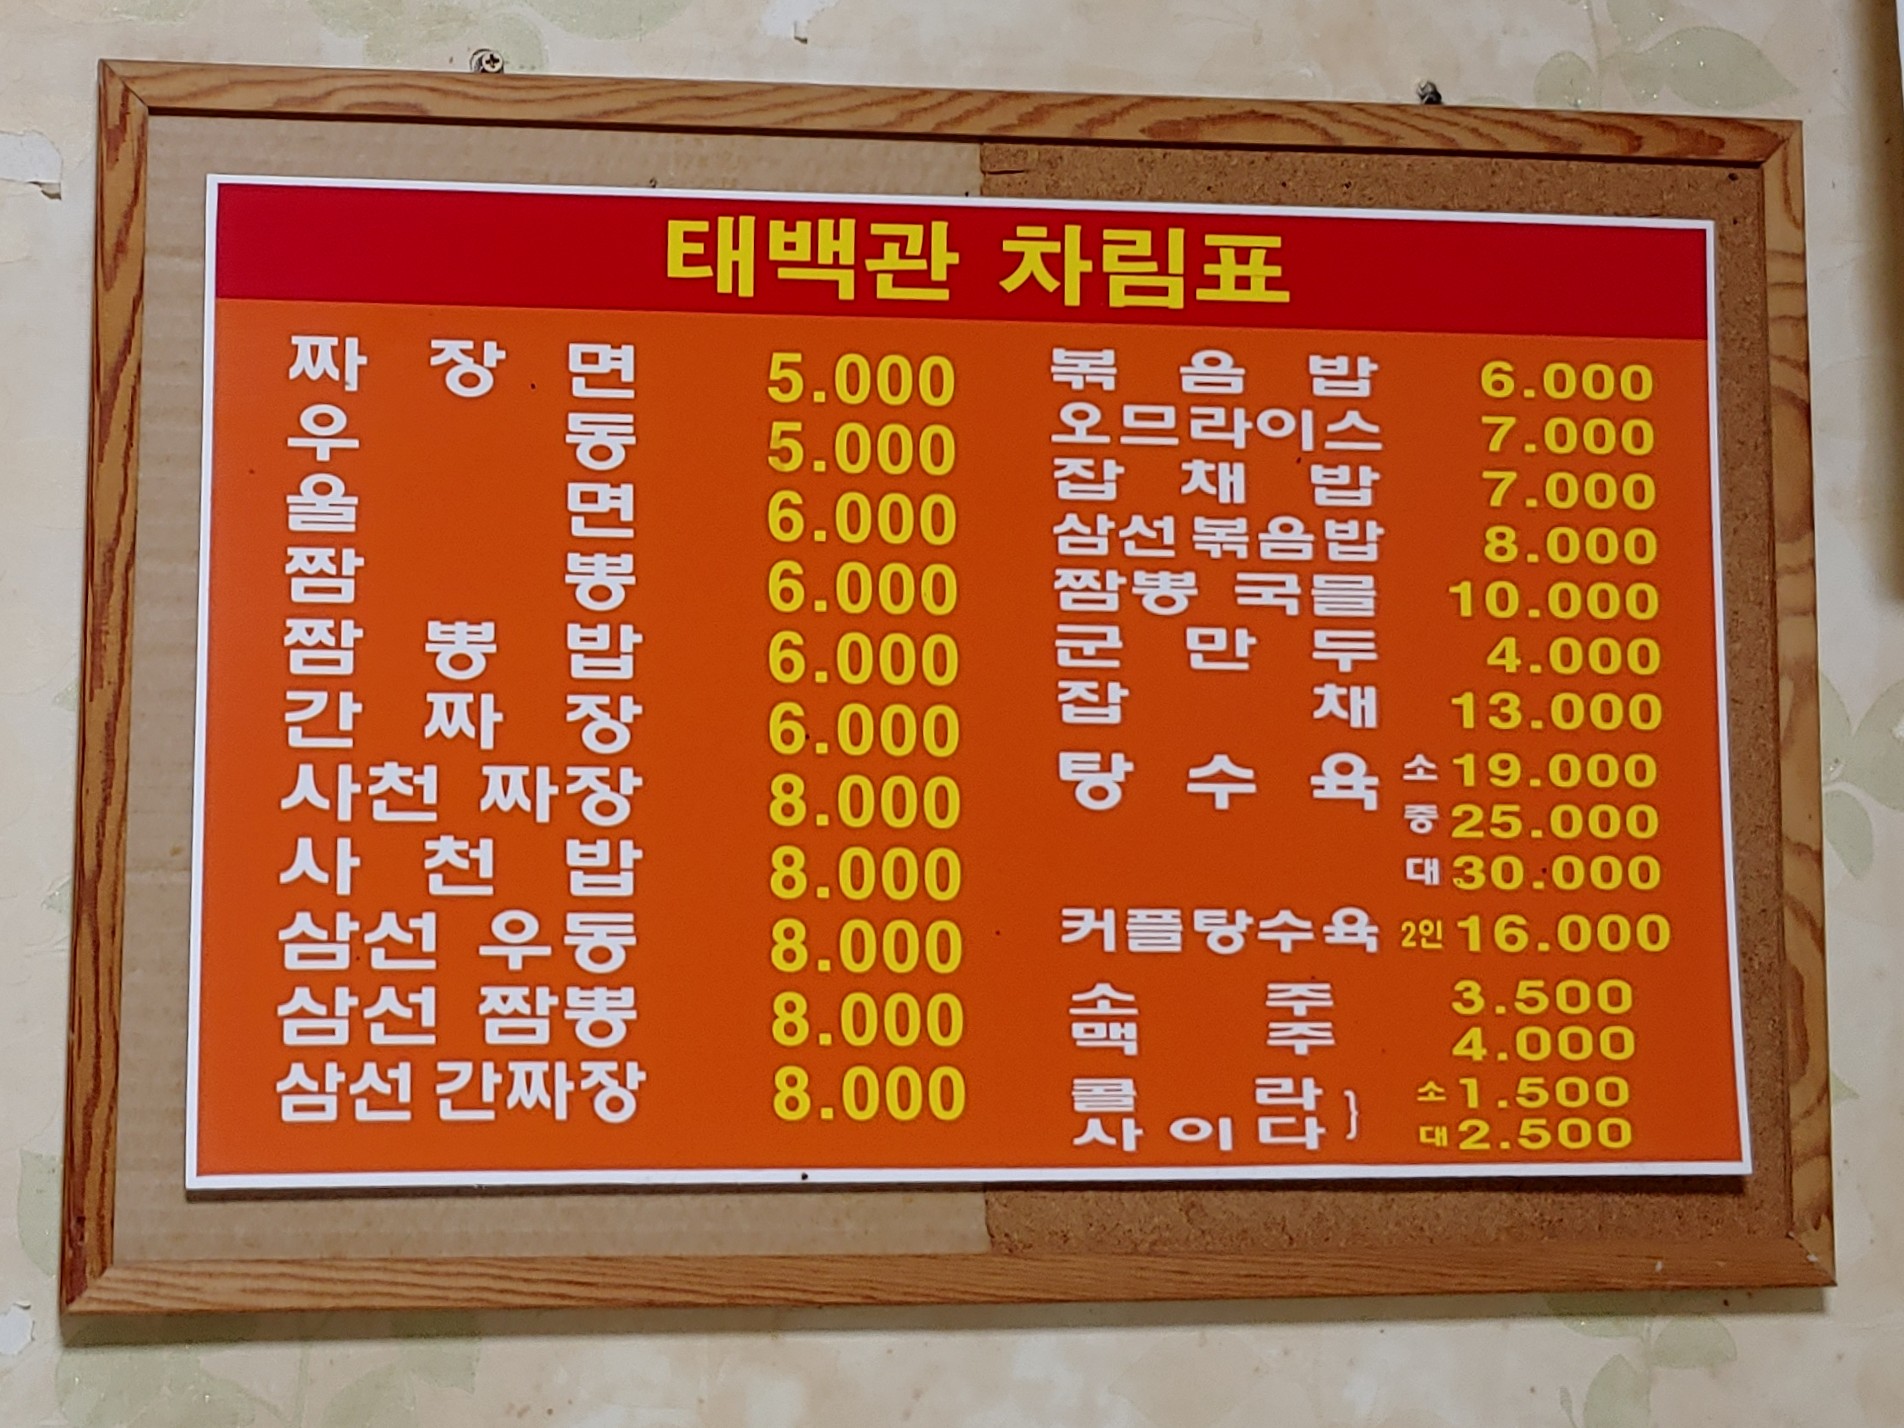 태백관 차림표
짜장면 5.000
우동 5.000
울면 6.000
짬뽕 6.000
짬뽕밥 6.000
간짜장 6.000
사천 짜장 8.000
사천밥 8.000
삼선 우동 8.000
삼선 짬뽕 8.000
삼선 간짜장 8.000
볶음밥 6.000
오므라이스 7.000
잡채밥 7.000
삼선볶음밥 8.000
짬뽕 국물 10.000
군만두 4.000
잡채 13.000
탕수육 소 19.000
중 25.000
대 30.000
커플탕수육 2인 16.000
소주 3.500
맥주 4.000
콜라 } 소 1.500
사이다 대 2.500